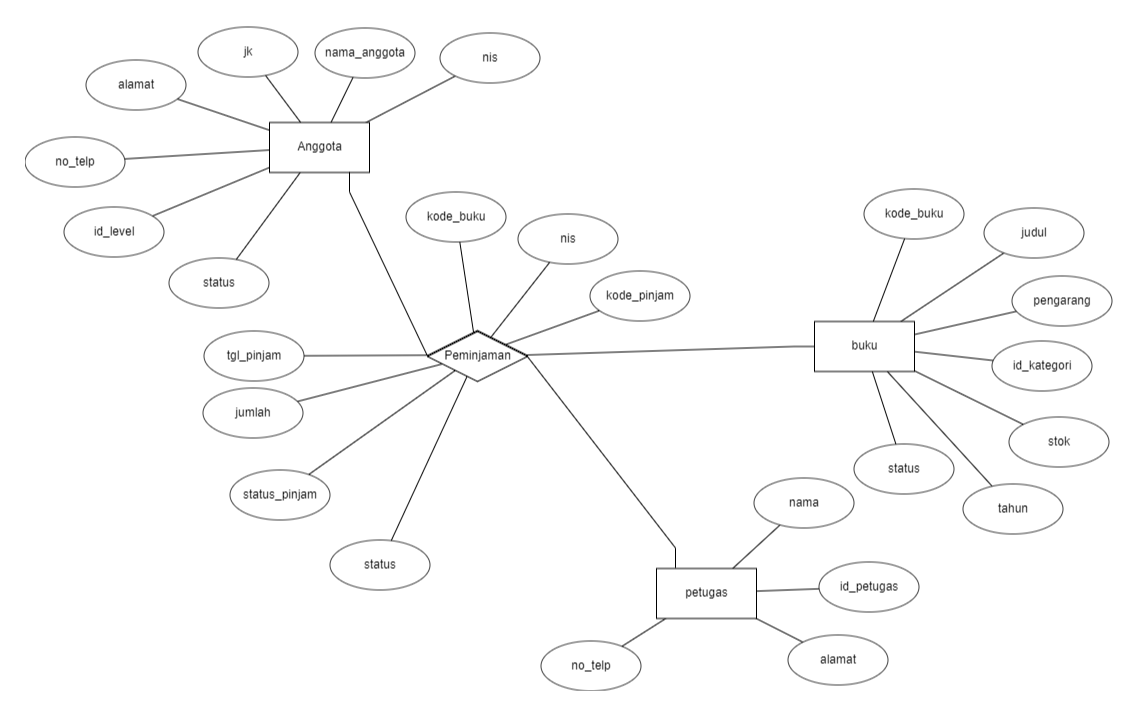 jk
nama_anggota
nis
alamat
Anggota
no_telp
id_level
status
kode_buku
nis
kode_pinjam
tgl_pinjam
Peminjaman
jumlah
status_pinjam
status
kode_buku
judul
pengarang
buku
id_kategori
stok
status
tahun
nama
petugas
id_petugas
no_telp
alamat